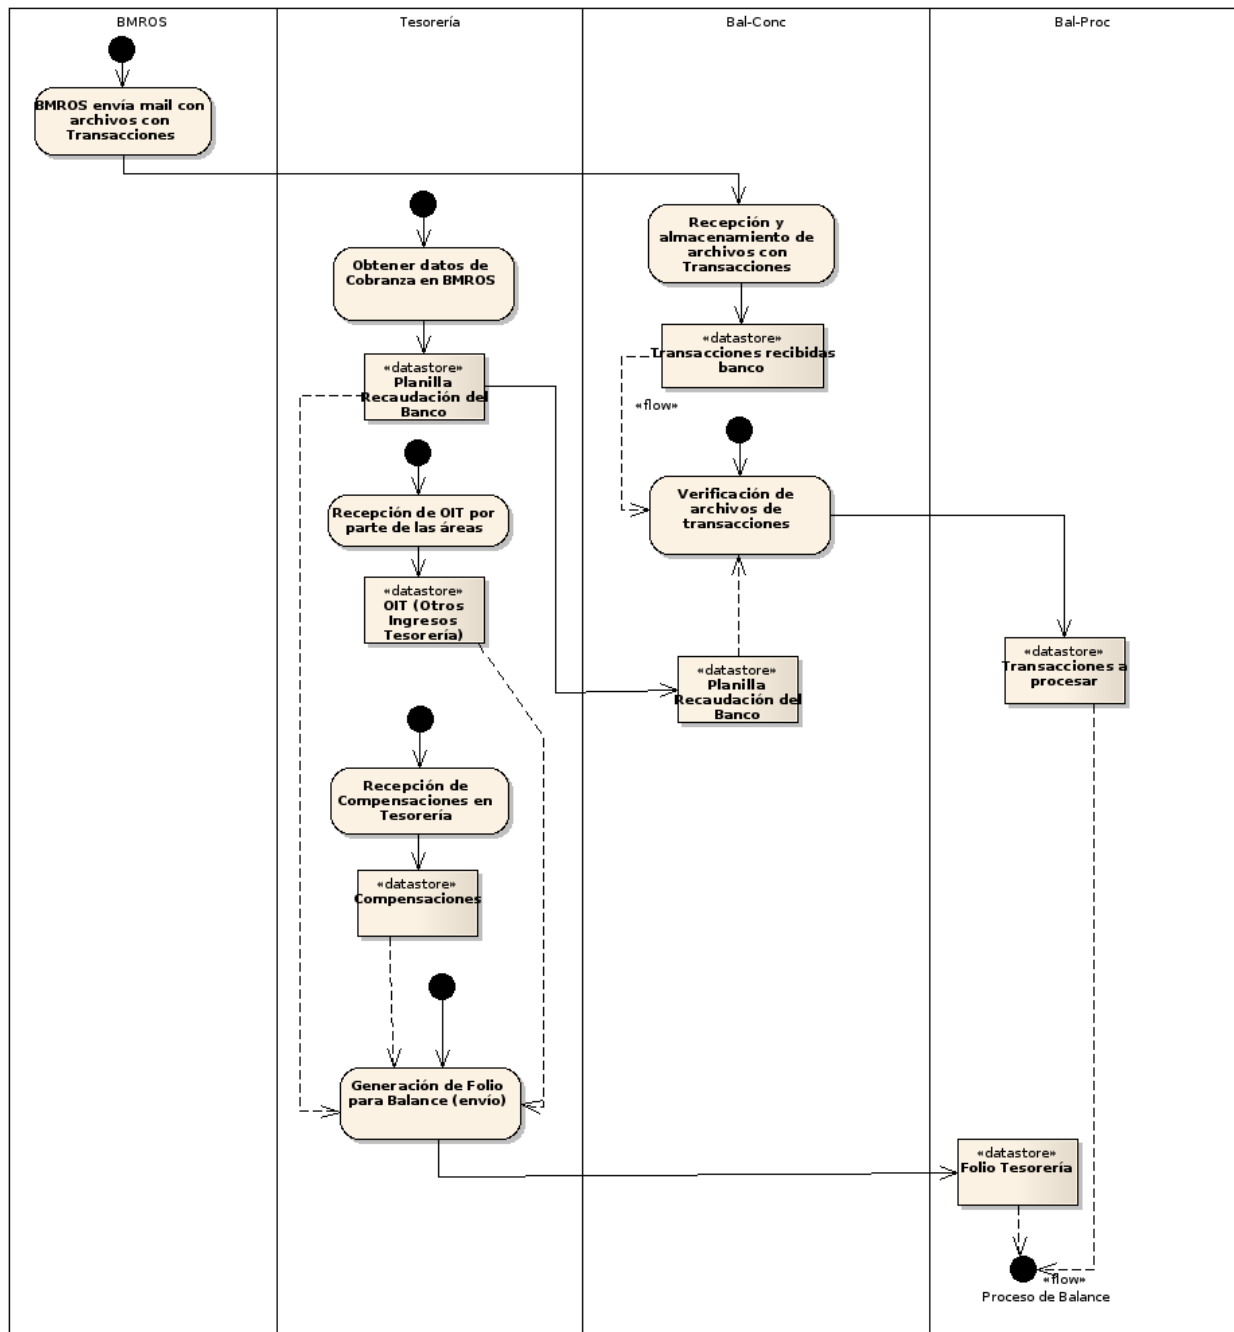 BMROS
Tesorería
Bal-Conc
Bal-Proc
BMROS envía mail con
archivos con
Transacciones
Recepción y
almacenamiento de
archivos con
Transacciones
Obtener datos de
Cobranza en BMROS
«datastore»
Transacciones recibidas
banco
«datastore»
Planilla
Recaudación del
Banco
«flow»
Verificación de
archivos de
transacciones
Recepción de OIT por
parte de las áreas
«datastore»
OIT (Otros
Ingresos
Tesorería)
«datastore»
Transacciones a
procesar
«datastore»
Planilla
Recaudación del
Banco
Recepción de
Compensaciones en
Tesorería
«datastore»
Compensaciones
Generación de Folio
para Balance (envío)
«datastore»
Folio Tesorería
«flow»
Proceso de Balance